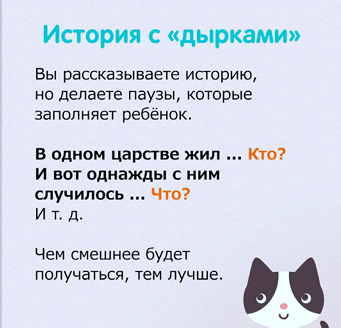 История с «дырками»
Вы рассказываете историю,
но делаете паузы, которые
заполняет ребёнок.
В одном царстве жил ... Кто?
И вот однажды с ним
случилось ... Что?
И т. д.
Чем смешнее будет
получаться, тем лучше.